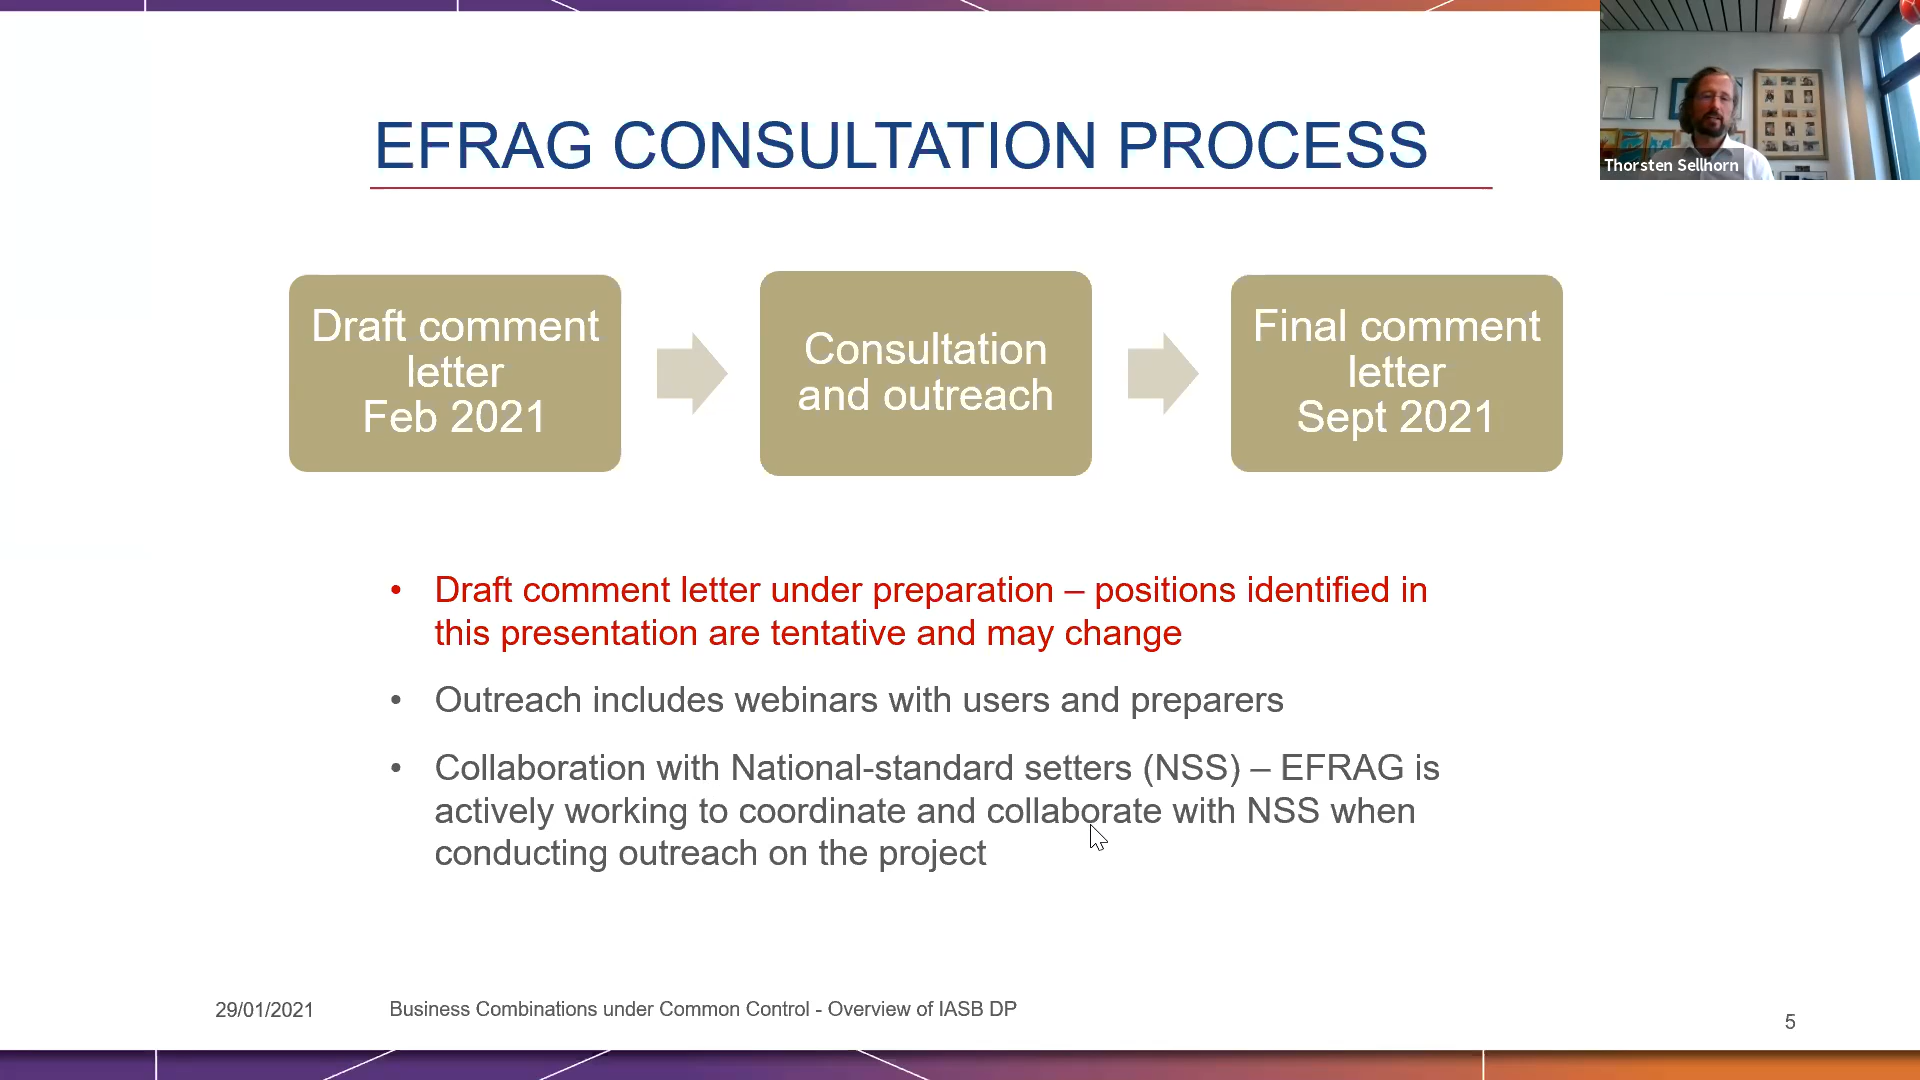 EFRAG CONSULTATION PROCESS
Thorsten Sellhorn
Draft comment
letter
Feb 2021
Consultation
and outreach
Final comment
letter
Sept 2021
• Draft comment letter under preparation – positions identified in
this presentation are tentative and may change
• Outreach includes webinars with users and preparers
• Collaboration with National-standard setters (NSS) – EFRAG is
actively working to coordinate and collaborate with NSS when
conducting outreach on the project
29/01/2021
Business Combinations under Common Control - Overview of IASB DP
5